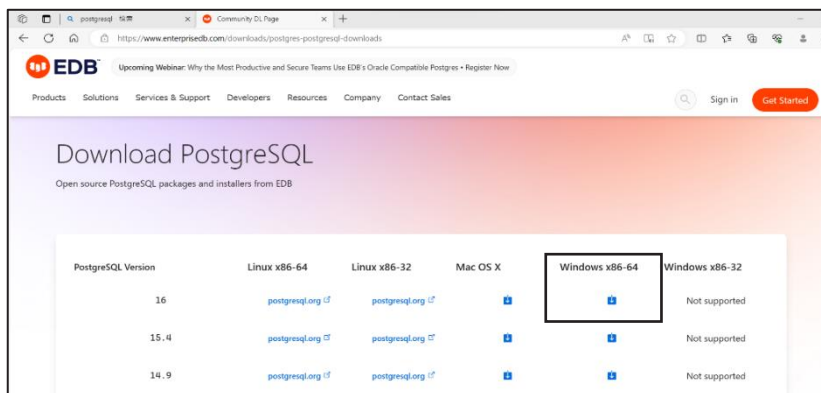 postgresql
Community DL Page
https://www.enterprisedb.com/downloads/postgres-postgresql-downloads
EDB
Upcoming Webinar: Why the Most Productive and Secure Teams Use EDB's Oracle Compatible Postgres • Register Now
Products Solutions Services & Support Developers Resources Company Contact Sales Sign in Get Started
Download PostgreSQL
Open source PostgreSQL packages and installers from EDB
PostgreSQL Version Linux x86-64 Linux x86-32 Mac OS X Windows x86-64 Windows x86-32
16 postgresql.org postgresql.org Not supported
15.4 postgresql.org postgresql.org Not supported
14.9 postgresql.org postgresql.org Not supported